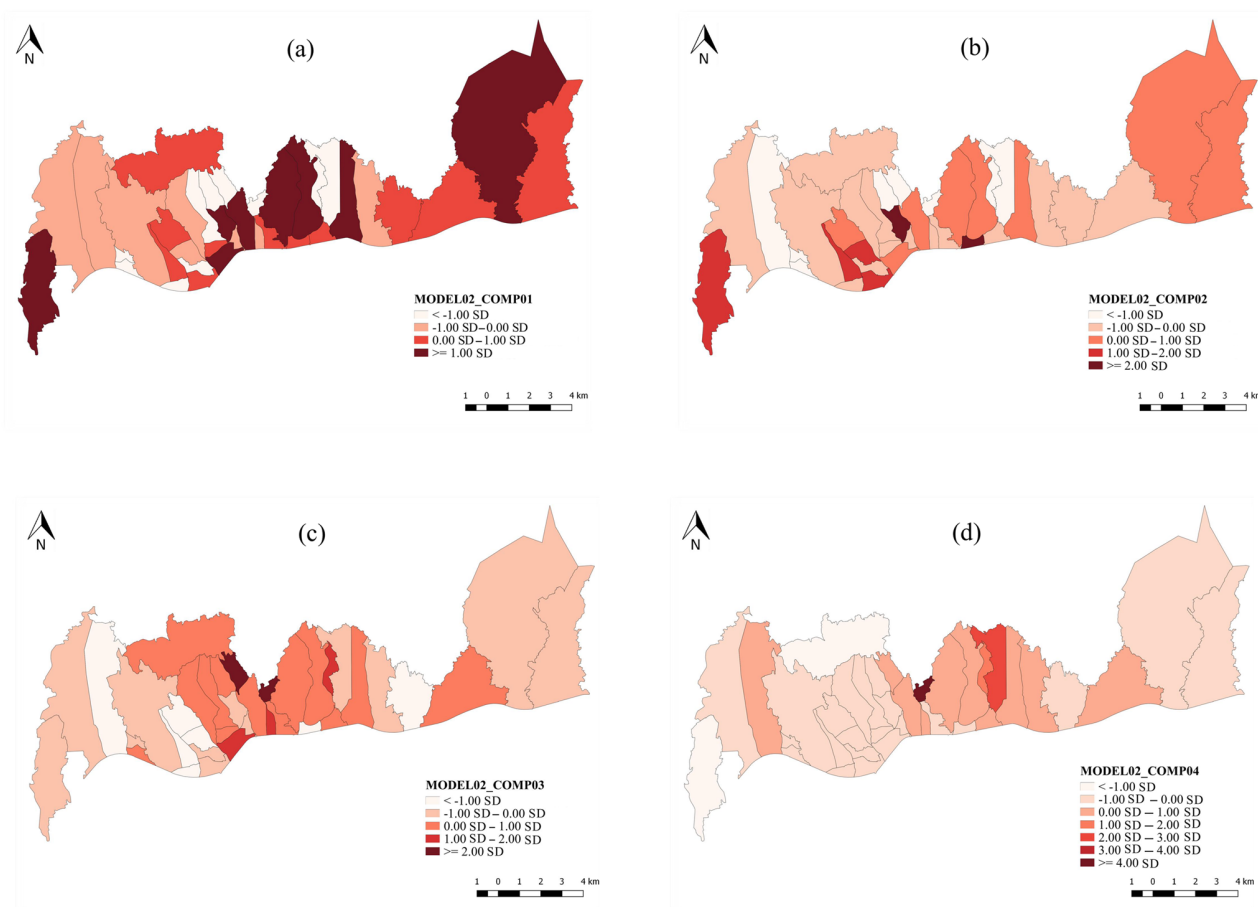 (a)
N
MODEL02_COMP01
< -1.00 SD
-1.00 SD–0.00 SD
0.00 SD–1.00 SD
>= 1.00 SD
1 0 1 2 3 4 km
(b)
N
MODEL02_COMP02
< -1.00 SD
-1.00 SD–0.00 SD
0.00 SD–1.00 SD
1.00 SD–2.00 SD
>= 2.00 SD
1 0 1 2 3 4 km
(c)
N
MODEL02_COMP03
< -1.00 SD
-1.00 SD–0.00 SD
0.00 SD–1.00 SD
1.00 SD–2.00 SD
>= 2.00 SD
1 0 1 2 3 4 km
(d)
N
MODEL02_COMP04
< -1.00 SD
-1.00 SD – 0.00 SD
0.00 SD – 1.00 SD
1.00 SD – 2.00 SD
2.00 SD – 3.00 SD
3.00 SD – 4.00 SD
>= 4.00 SD
1 0 1 2 3 4 km